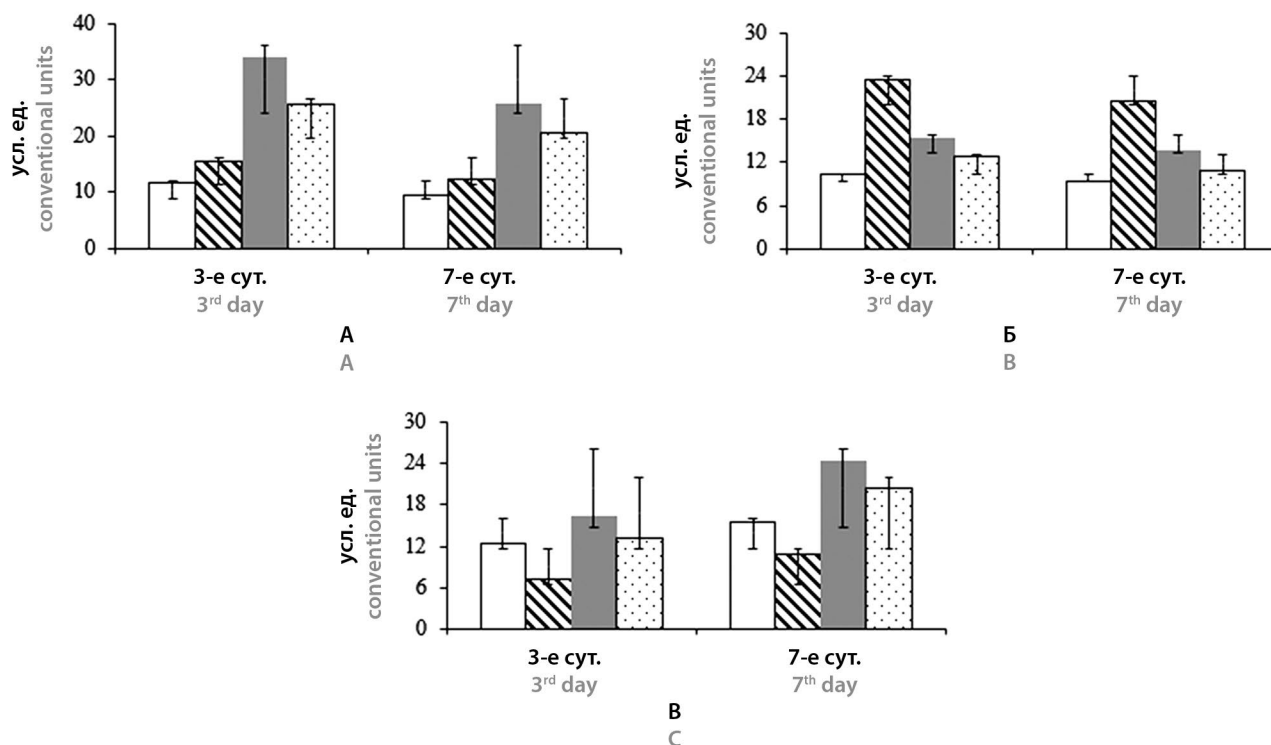 усл. ед.
conventional units
40
30
20
10
0
3-е сут.
3rd day
7-е сут.
7th day
А
A
усл. ед.
conventional units
30
24
18
12
6
0
3-е сут.
3rd day
7-е сут.
7th day
Б
B
усл. ед.
conventional units
30
24
18
12
6
0
3-е сут.
3rd day
7-е сут.
7th day
В
C